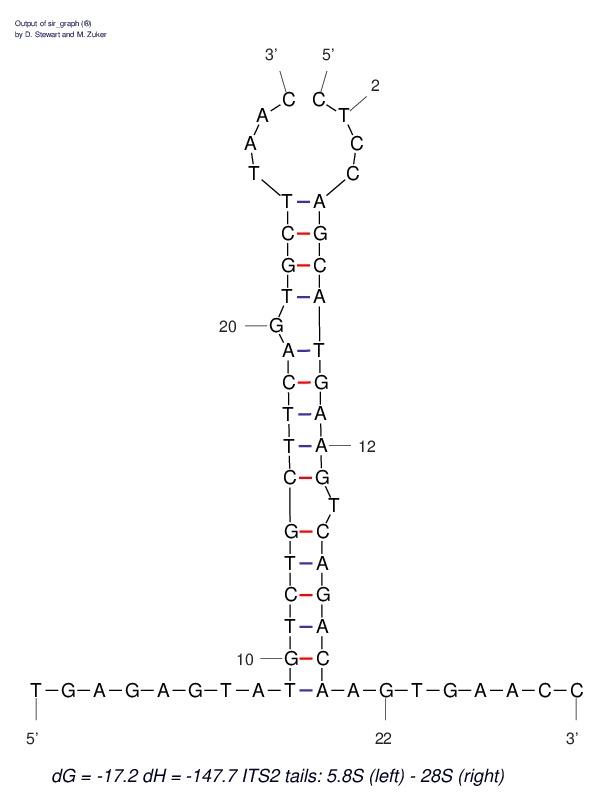 Output of sir_graph (®)
by D. Stewart and M. Zuker
3’ 5’
2
C C
A T
A C
T C
T A
C G
G C
T A
20 G
A T
C G
T A
T A 12
C G
T
G C
T A
C G
T A
10 G C
T-G-A-G-A-G-T-A-T-A-A-G-T-G-A-A-C-C
5’ 22 3’
dG = -17.2 dH = -147.7 ITS2 tails: 5.8S (left) - 28S (right)